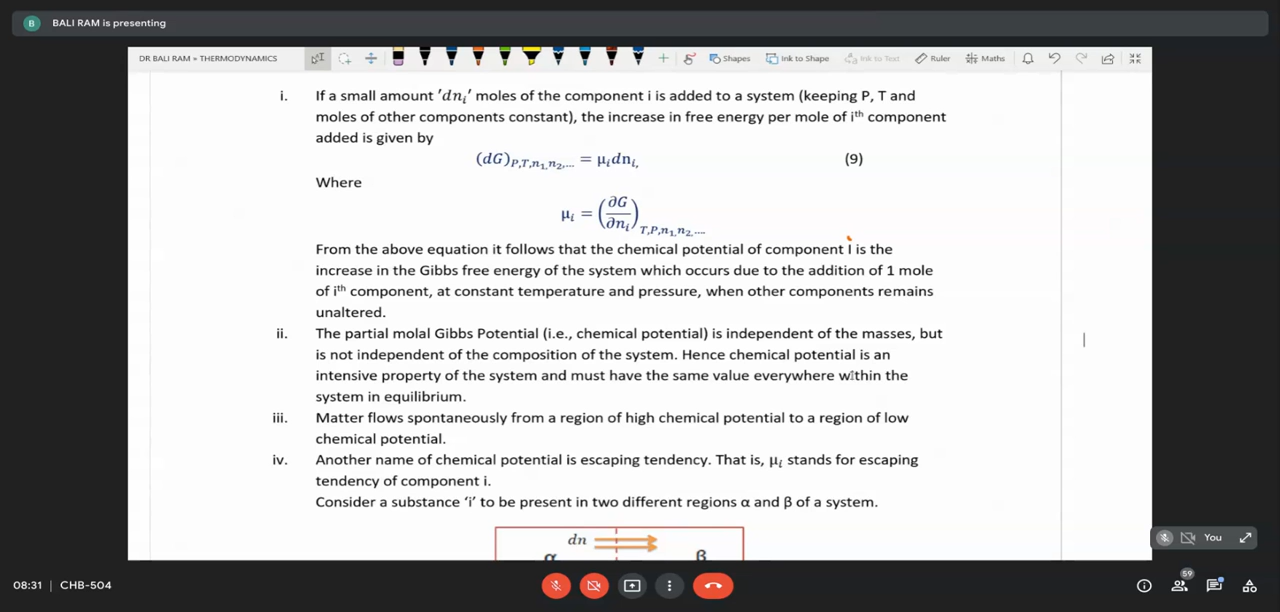 B BALI RAM is presenting
DR BALI RAM » THERMODYNAMICS
Shapes Ink to Shape Ink to Text Ruler Maths
i. If a small amount 'dnᵢ' moles of the component i is added to a system (keeping P, T and
moles of other components constant), the increase in free energy per mole of iᵗʰ component
added is given by
(dG)P,T,n₁,n₂,... = μᵢdnᵢ, (9)
Where
μᵢ = (∂G/∂nᵢ)T,P,n₁,n₂,....
From the above equation it follows that the chemical potential of component i is the
increase in the Gibbs free energy of the system which occurs due to the addition of 1 mole
of iᵗʰ component, at constant temperature and pressure, when other components remains
unaltered.
ii. The partial molal Gibbs Potential (i.e., chemical potential) is independent of the masses, but
is not independent of the composition of the system. Hence chemical potential is an
intensive property of the system and must have the same value everywhere within the
system in equilibrium.
iii. Matter flows spontaneously from a region of high chemical potential to a region of low
chemical potential.
iv. Another name of chemical potential is escaping tendency. That is, μᵢ stands for escaping
tendency of component i.
Consider a substance 'i' to be present in two different regions α and β of a system.
dn
α β
You
08:31 CHB-504
59